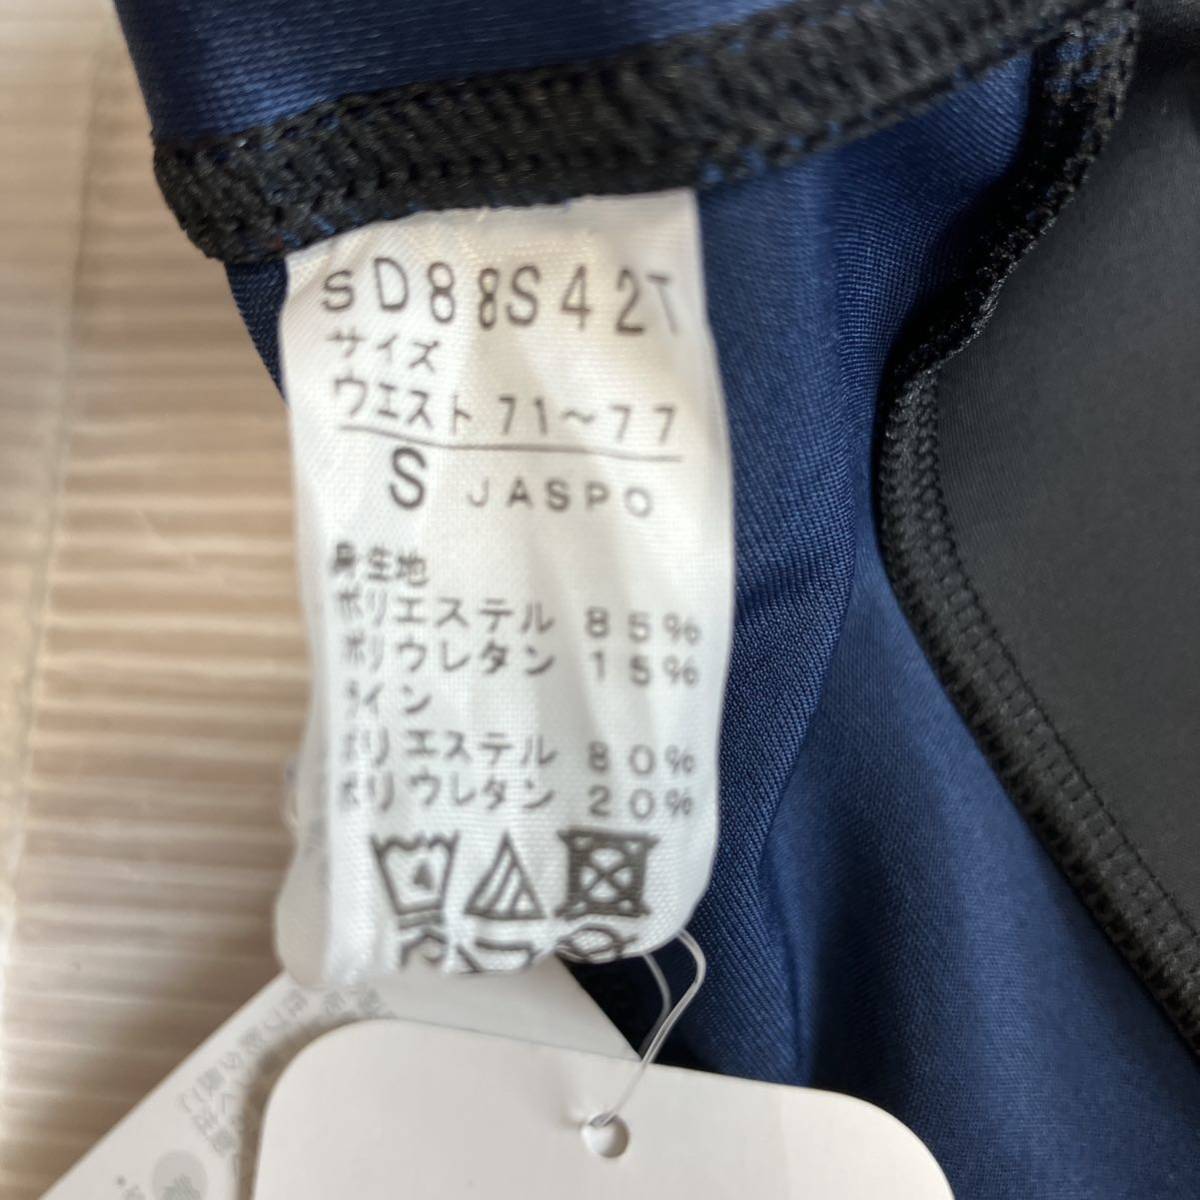 SD88S42T
サイズ
ウエスト 71～77
S JASPO
身生地
ポリエステル 85%
ポリウレタン 15%
ライン
ポリエステル 80%
ポリウレタン 20%